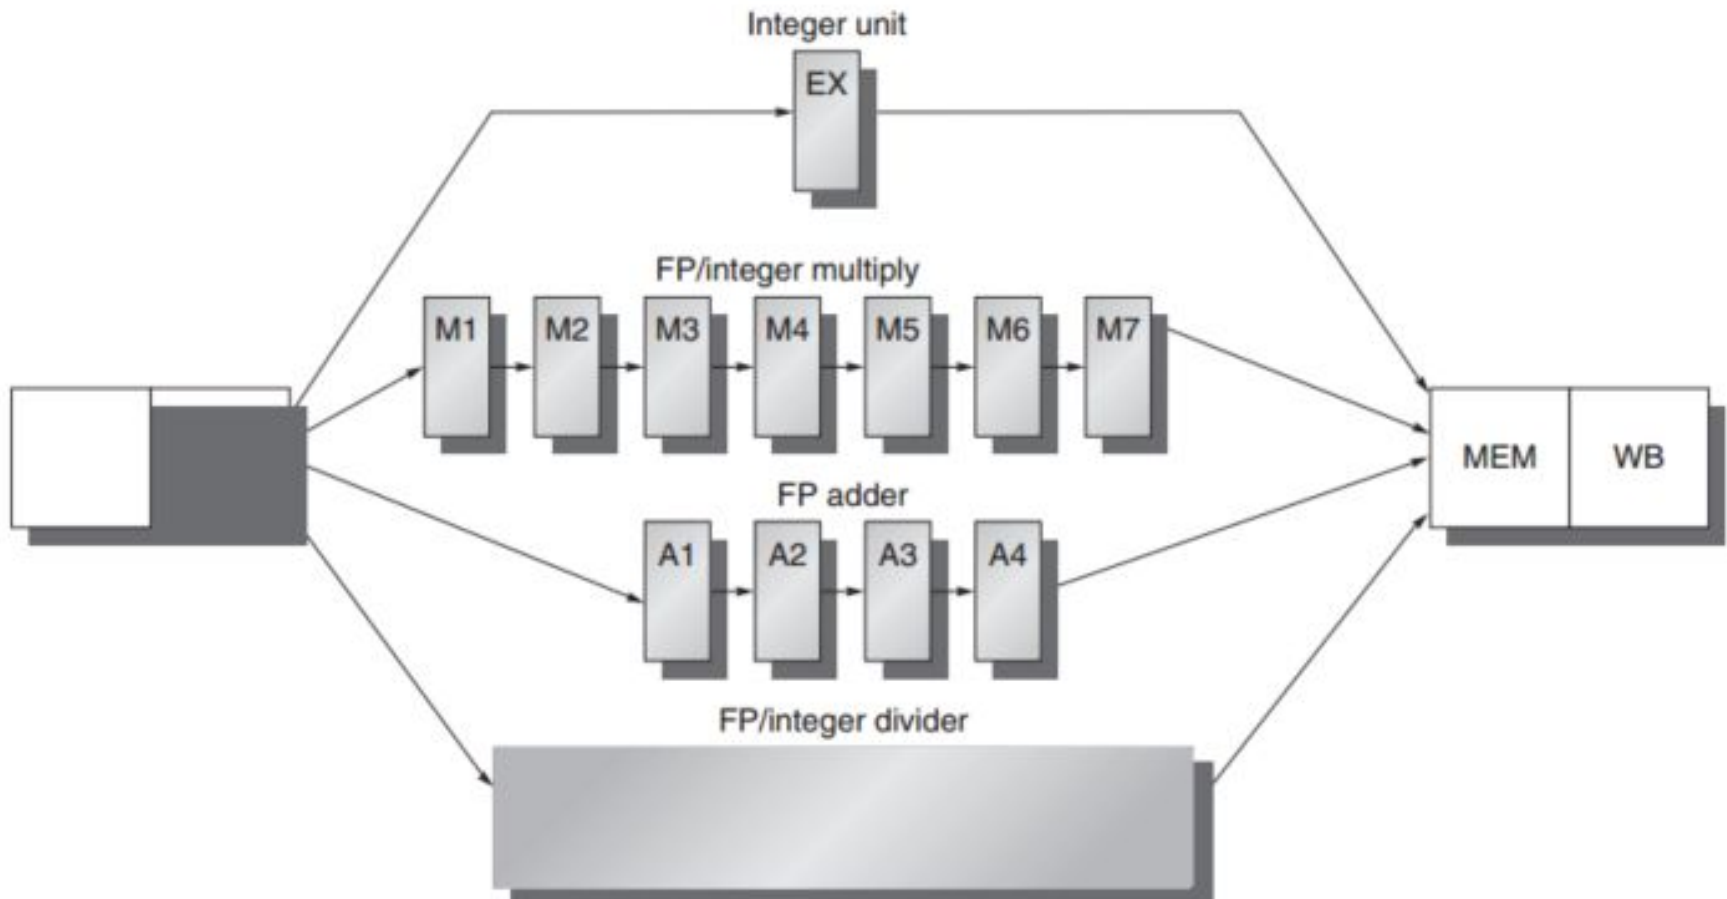 Integer unit
EX
FP/integer multiply
M1 M2 M3 M4 M5 M6 M7
MEM WB
FP adder
A1 A2 A3 A4
FP/integer divider